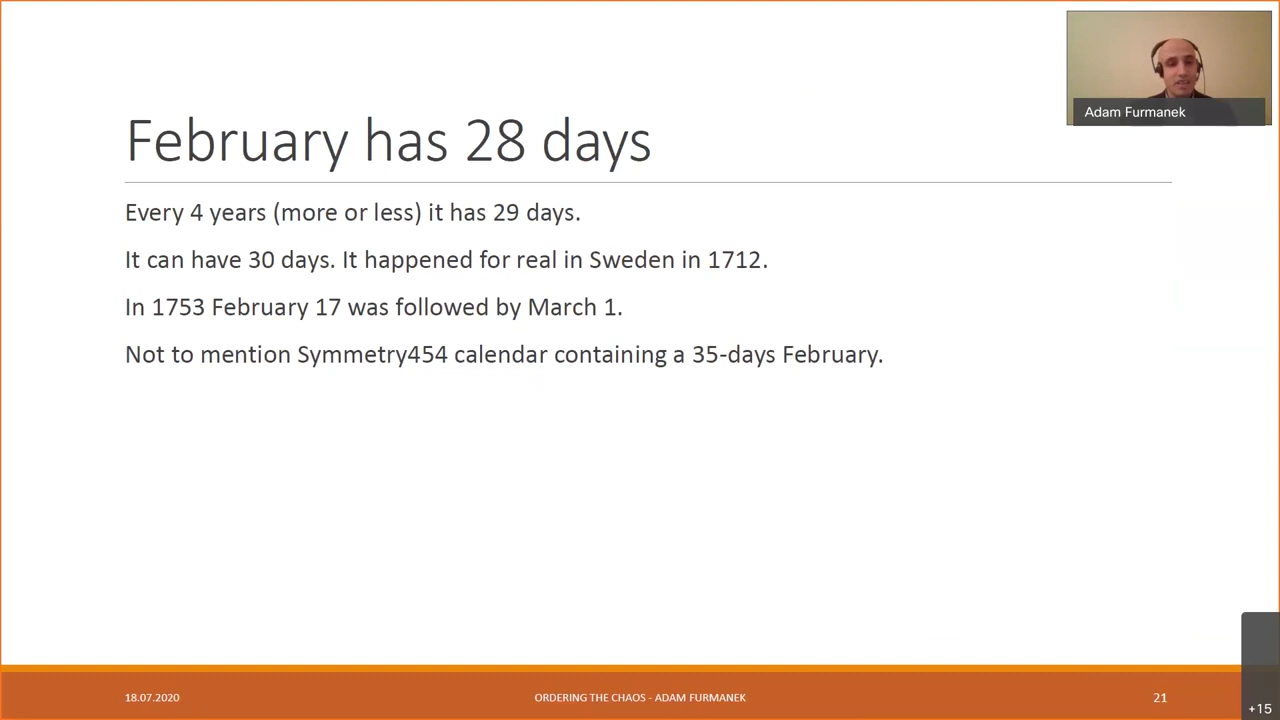 Adam Furmanek
February has 28 days
Every 4 years (more or less) it has 29 days.
It can have 30 days. It happened for real in Sweden in 1712.
In 1753 February 17 was followed by March 1.
Not to mention Symmetry454 calendar containing a 35-days February.
18.07.2020
ORDERING THE CHAOS - ADAM FURMANEK
21
+15